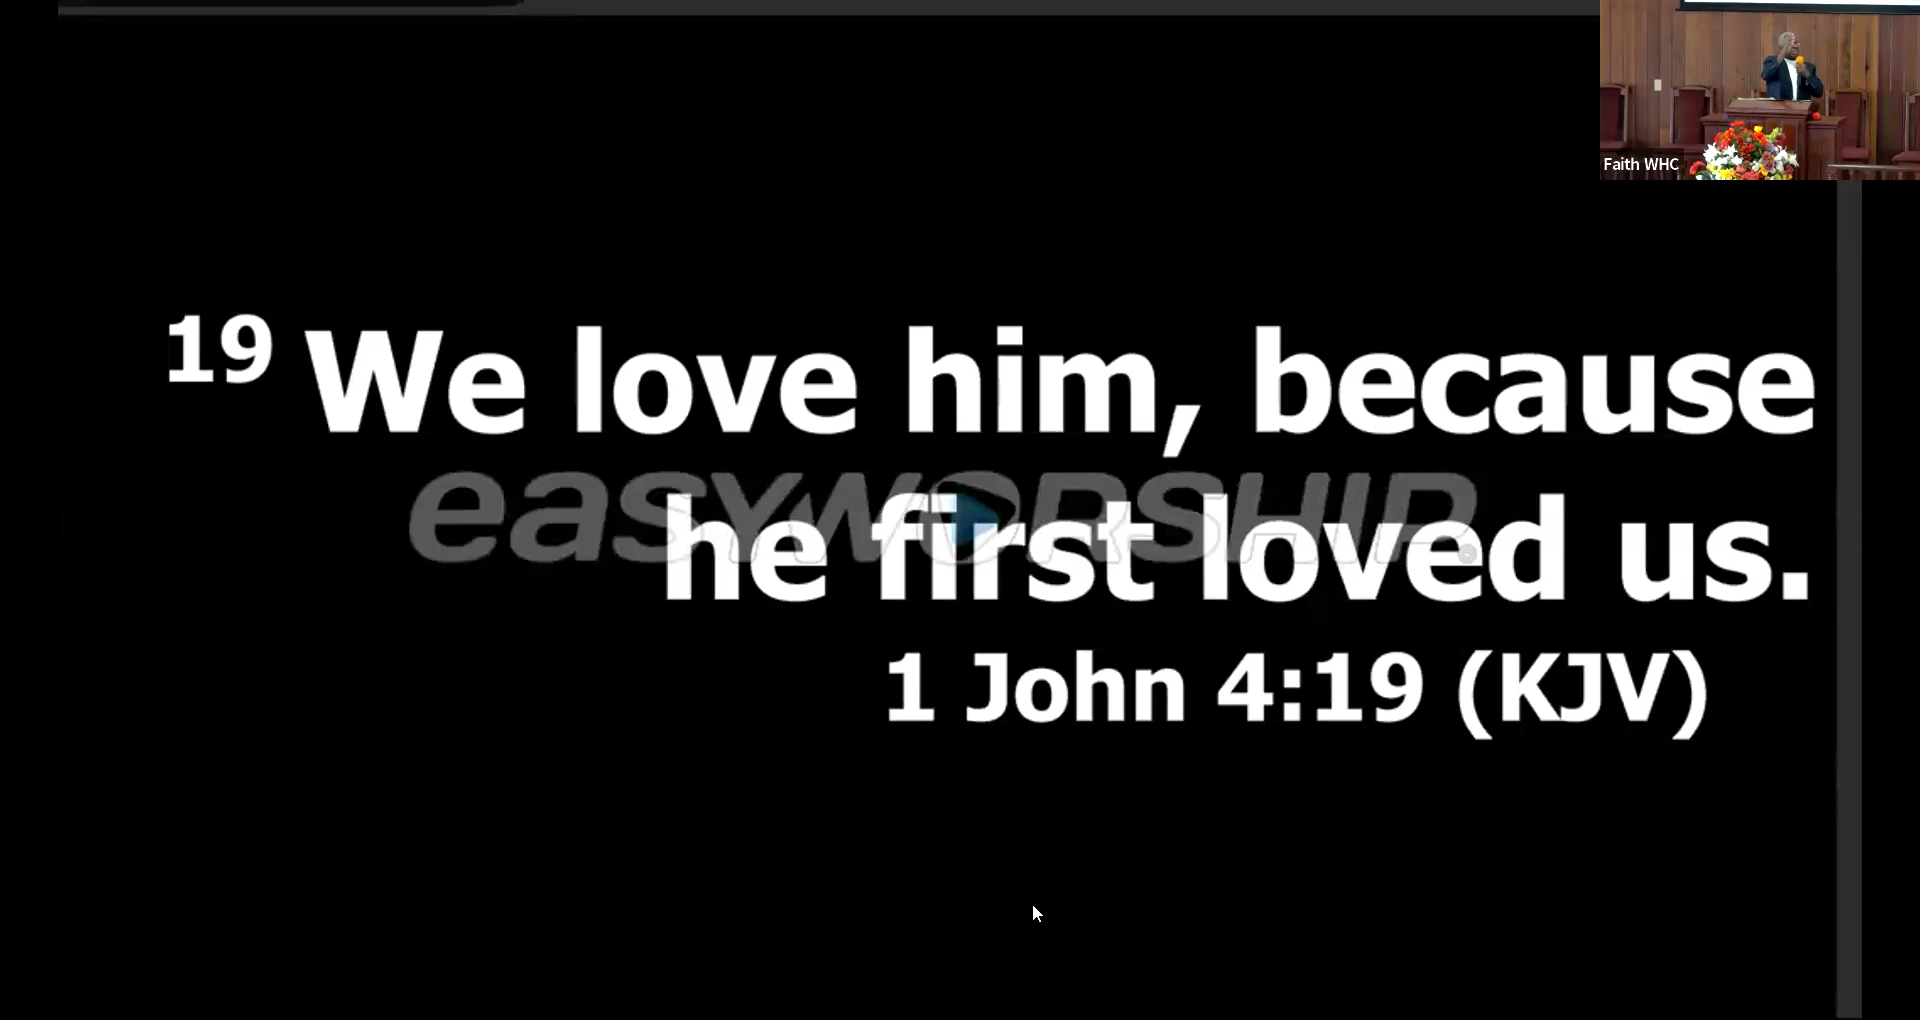 Faith WHC
19 We love him, because
easyworship
he first loved us.
1 John 4:19 (KJV)